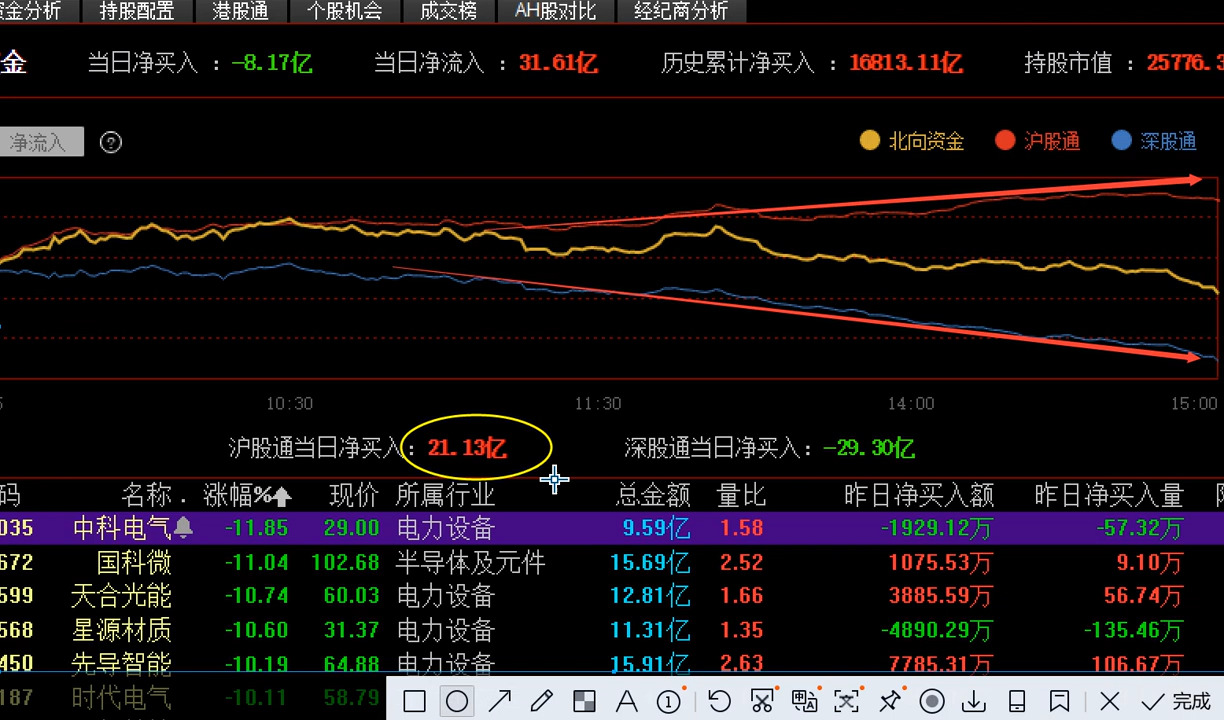 金分析 持股配置 港股通 个股机会 成交榜 AH股对比 经纪商分析
金 当日净买入 : -8.17亿 当日净流入 : 31.61亿 历史累计净买入 : 16813.11亿 持股市值 : 25776.3
净流入 ? 北向资金 沪股通 深股通
10:30 11:30 14:00 15:00
沪股通当日净买入: 21.13亿 深股通当日净买入: -29.30亿
码 名称 . 涨幅%↑ 现价 所属行业 总金额 量比 昨日净买入额 昨日净买入量
035 中科电气 -11.85 29.00 电力设备 9.59亿 1.58 -1929.12万 -57.32万
672 国科微 -11.04 102.68 半导体及元件 15.69亿 2.52 1075.53万 9.10万
599 天合光能 -10.74 60.03 电力设备 12.81亿 1.66 3885.59万 56.74万
568 星源材质 -10.60 31.37 电力设备 11.31亿 1.35 -4890.29万 -135.46万
450 先导智能 -10.19 64.88 电力设备 15.91亿 2.63 7785.31万 106.67万
187 时代电气 -10.11 58.79
A 1 完成